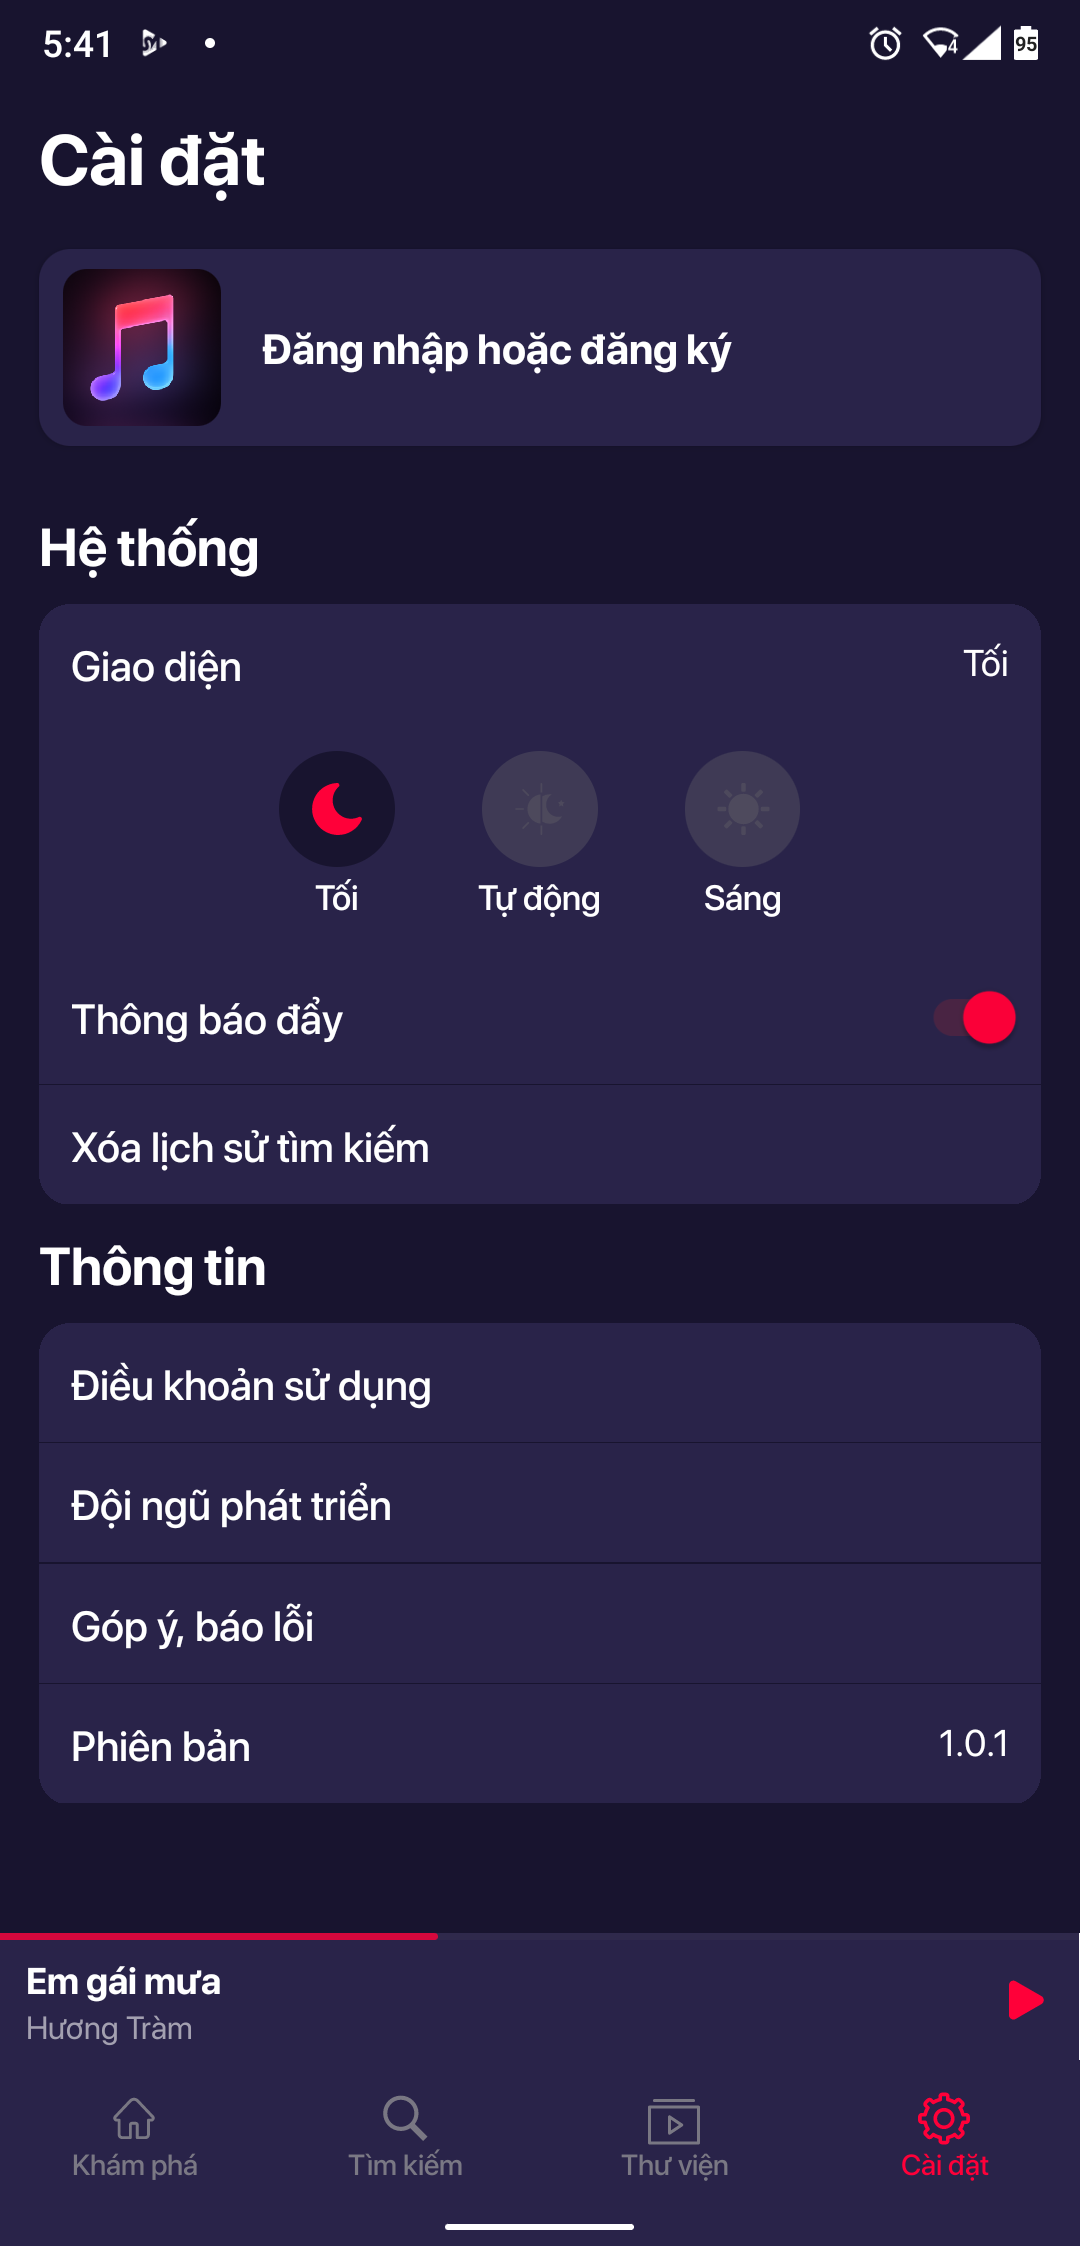 5:41
4
95
Cài đặt
Đăng nhập hoặc đăng ký
Hệ thống
Giao diện
Tối
Tối
Tự động
Sáng
Thông báo đẩy
Xóa lịch sử tìm kiếm
Thông tin
Điều khoản sử dụng
Đội ngũ phát triển
Góp ý, báo lỗi
Phiên bản
1.0.1
Em gái mưa
Hương Tràm
Khám phá
Tìm kiếm
Thư viện
Cài đặt